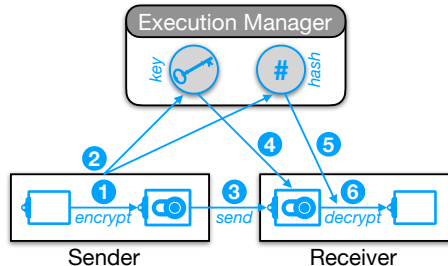 Execution Manager
key
#
hash
2
4
5
1
3
6
encrypt
send
decrypt
Sender
Receiver